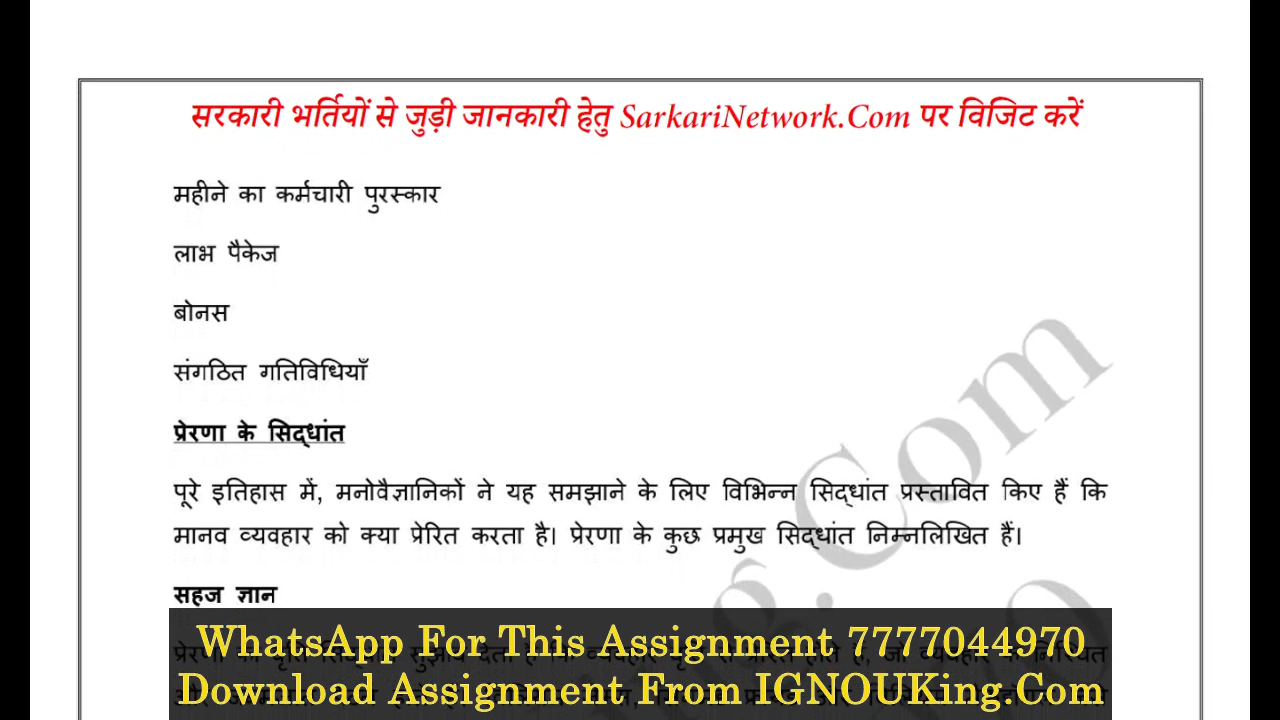 सरकारी भर्तियों से जुड़ी जानकारी हेतु SarkariNetwork.Com पर विजिट करें
महीने का कर्मचारी पुरस्कार
लाभ पैकेज
बोनस
संगठित गतिविधियाँ
प्रेरणा के सिद्धांत
पूरे इतिहास में, मनोवैज्ञानिकों ने यह समझाने के लिए विभिन्न सिद्धांत प्रस्तावित किए हैं कि
मानव व्यवहार को क्या प्रेरित करता है। प्रेरणा के कुछ प्रमुख सिद्धांत निम्नलिखित हैं।
सहज ज्ञान
WhatsApp For This Assignment 7777044970
Download Assignment From IGNOUKing.Com